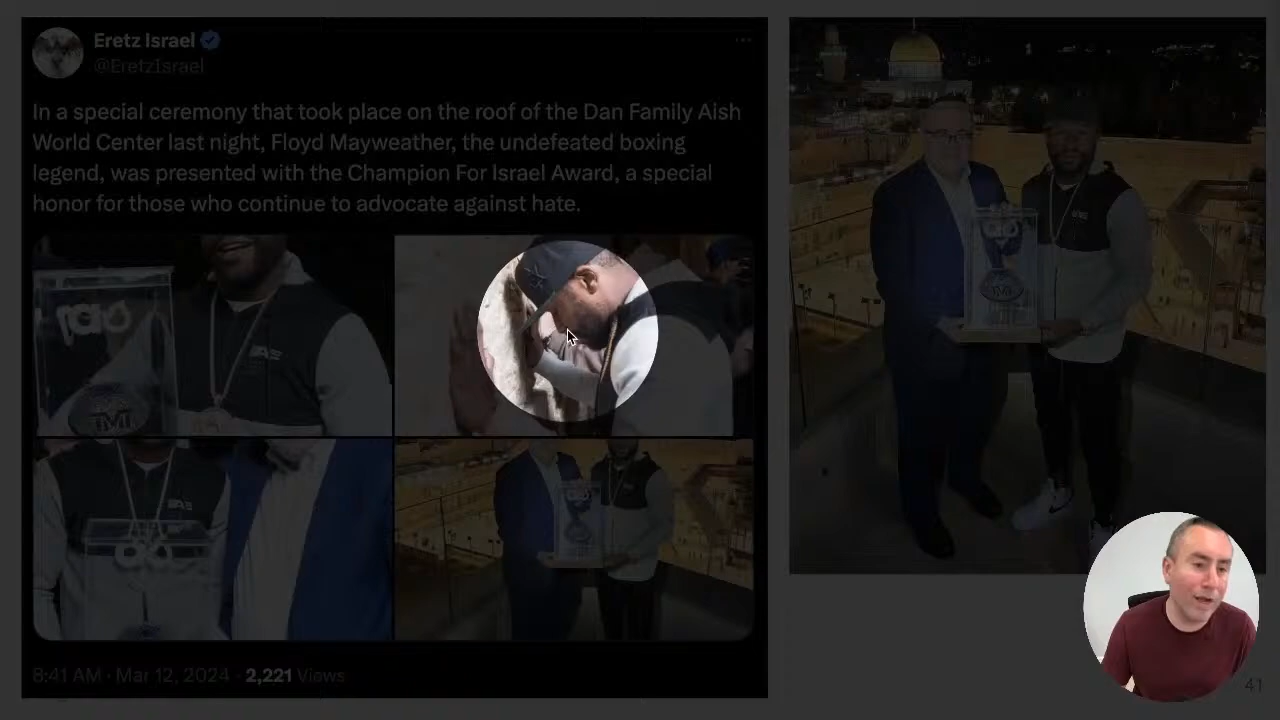 Eretz Israel
@EretzIsrael
In a special ceremony that took place on the roof of the Dan Family Aish
World Center last night, Floyd Mayweather, the undefeated boxing
legend, was presented with the Champion For Israel Award, a special
honor for those who continue to advocate against hate.
TMT
8:41 AM · Mar 12, 2024 · 2,221 Views
41